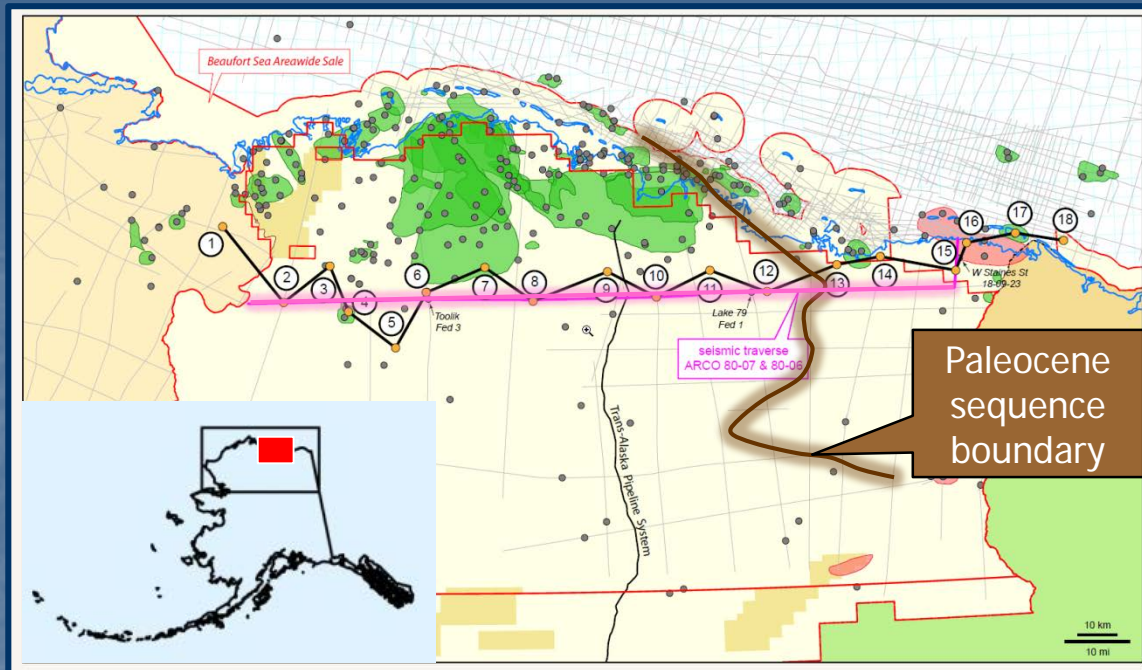 Beaufort Sea Areawide Sale
1
2
3
4
5
6
7
8
9
10
11
12
13
14
15
16
17
18
Toolik
Fed 3
Lake 79
Fed 1
W Staines St
18-09-23
seismic traverse
ARCO 80-07 & 80-06
Trans-Alaska Pipeline System
Paleocene
sequence
boundary
10 km
10 mi